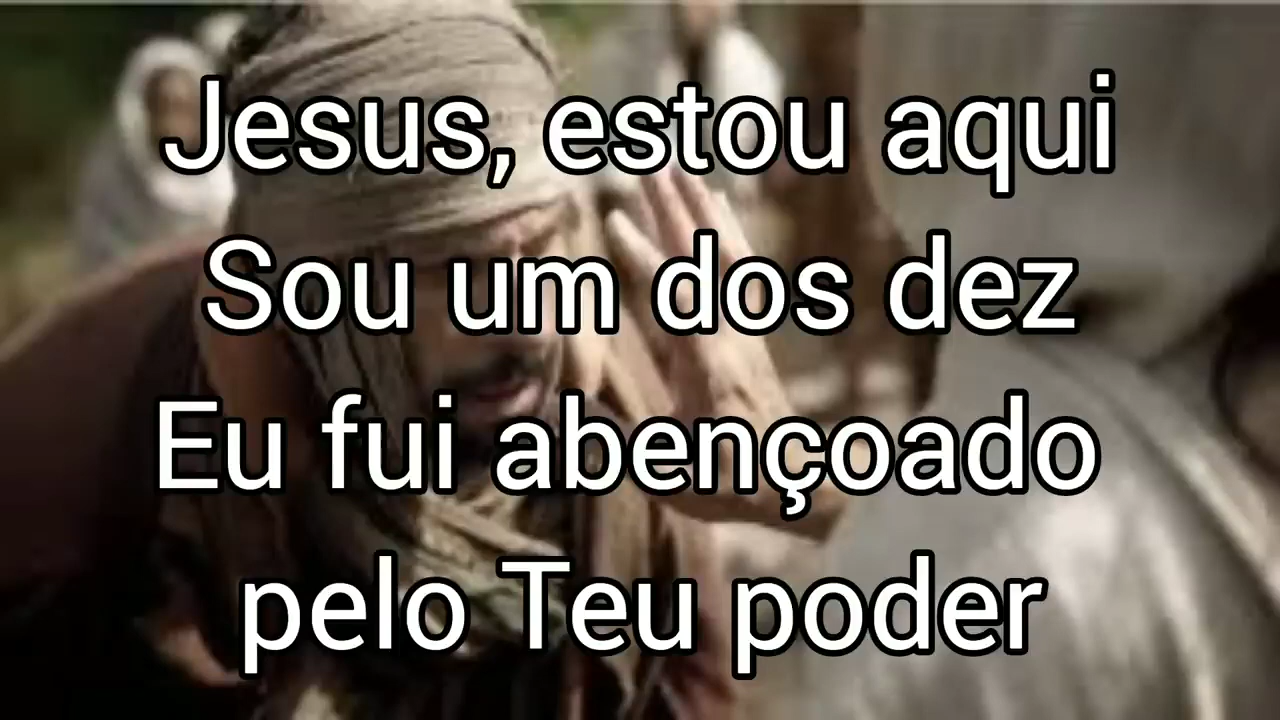 Jesus, estou aqui
Sou um dos dez
Eu fui abençoado
pelo Teu poder